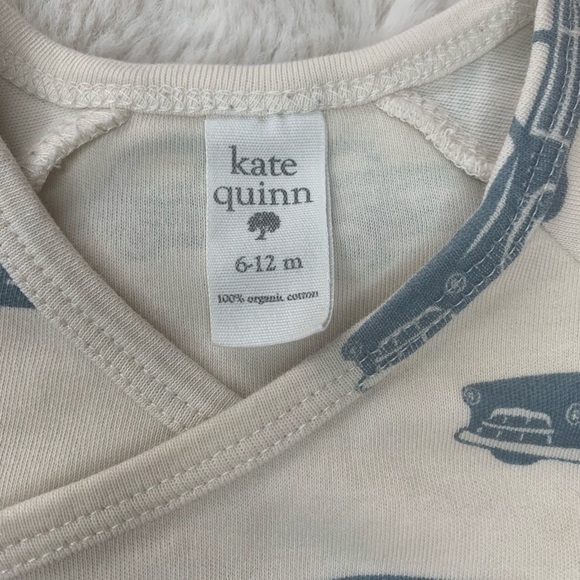 kate
quinn
6-12 m
100% organic cotton